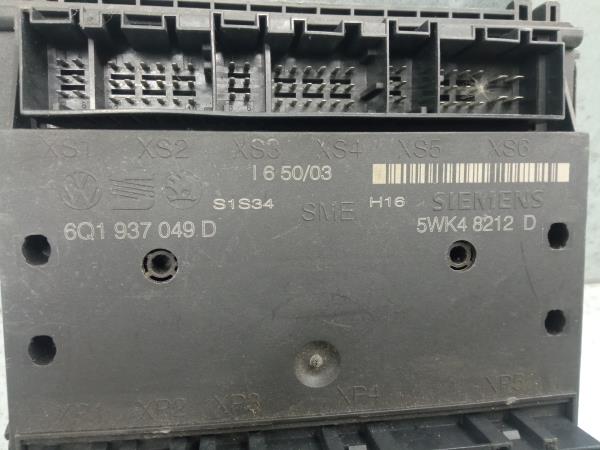 XS1 XS2 XS3 XS4 XS5 XS6
I 6 50/03
S1S34 SME H16 SIEMENS
6Q1 937 049 D 5WK4 8212 D
XP1 XP2 XP3 XP4 XP5